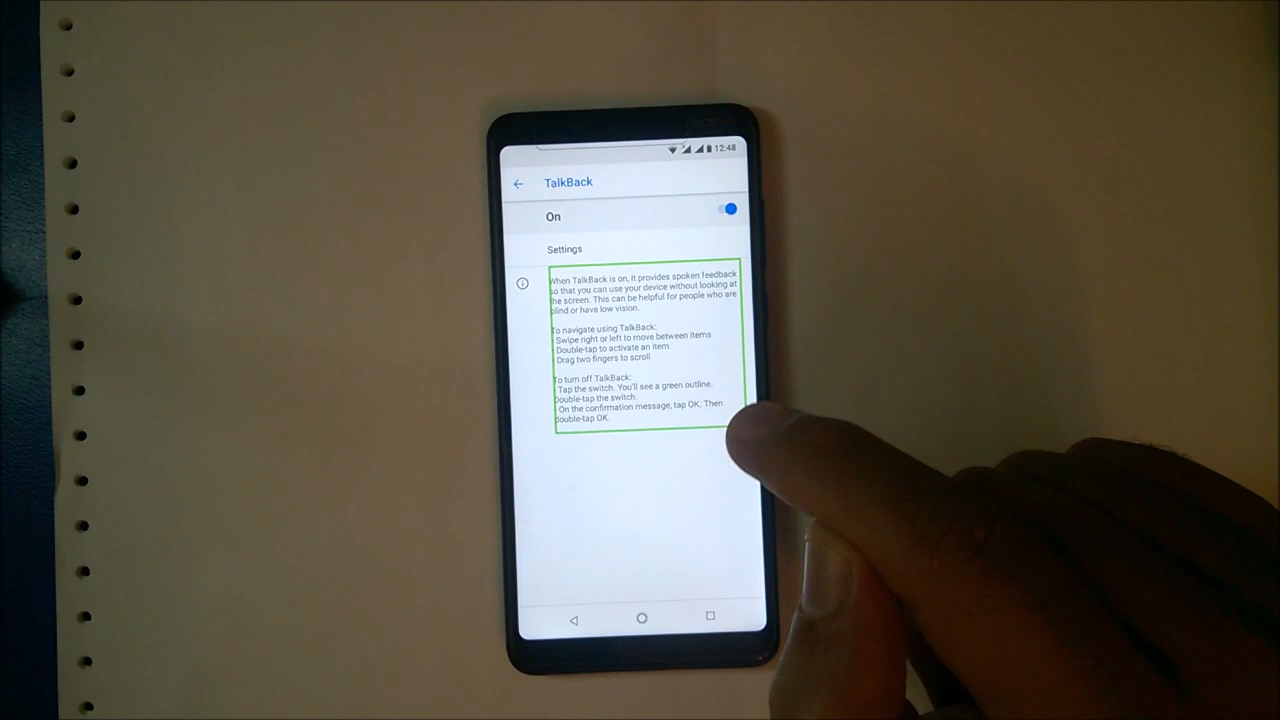 12:48
TalkBack
On
Settings
When TalkBack is on, it provides spoken feedback
so that you can use your device without looking at
the screen. This can be helpful for people who are
blind or have low vision.
To navigate using TalkBack:
Swipe right or left to move between items
Double-tap to activate an item
Drag two fingers to scroll
To turn off TalkBack:
Tap the switch. You'll see a green outline.
Double-tap the switch.
On the confirmation message, tap OK. Then
double-tap OK.